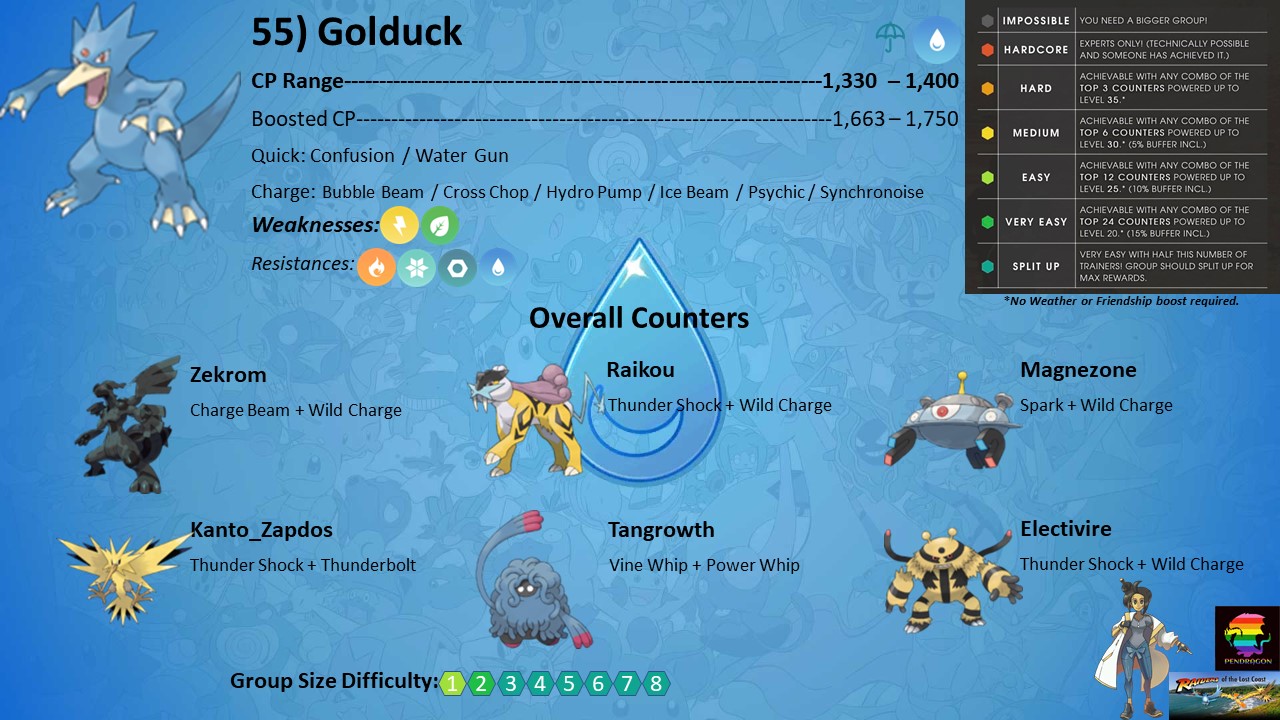 55) Golduck
CP Range--------------------------------------------------------------------1,330 – 1,400
Boosted CP--------------------------------------------------------------------1,663 – 1,750
Quick: Confusion / Water Gun
Charge: Bubble Beam / Cross Chop / Hydro Pump / Ice Beam / Psychic / Synchronoise
Weaknesses:
Resistances:
IMPOSSIBLE YOU NEED A BIGGER GROUP!
HARDCORE EXPERTS ONLY! (TECHNICALLY POSSIBLE
AND SOMEONE HAS ACHIEVED IT.)
HARD ACHIEVABLE WITH ANY COMBO OF THE
TOP 3 COUNTERS POWERED UP TO
LEVEL 35.*
MEDIUM ACHIEVABLE WITH ANY COMBO OF THE
TOP 6 COUNTERS POWERED UP TO
LEVEL 30.* (5% BUFFER INCL.)
EASY ACHIEVABLE WITH ANY COMBO OF THE
TOP 12 COUNTERS POWERED UP TO
LEVEL 25.* (10% BUFFER INCL.)
VERY EASY ACHIEVABLE WITH ANY COMBO OF THE
TOP 24 COUNTERS POWERED UP TO
LEVEL 20.* (15% BUFFER INCL.)
SPLIT UP VERY EASY WITH HALF THIS NUMBER OF
TRAINERS! GROUP SHOULD SPLIT UP FOR
MAX REWARDS.
*No Weather or Friendship boost required.
Overall Counters
Zekrom
Charge Beam + Wild Charge
Raikou
Thunder Shock + Wild Charge
Magnezone
Spark + Wild Charge
Kanto_Zapdos
Thunder Shock + Thunderbolt
Tangrowth
Vine Whip + Power Whip
Electivire
Thunder Shock + Wild Charge
Group Size Difficulty: 1 2 3 4 5 6 7 8
PENDRAGON
RAIDERS of the Lost Coast